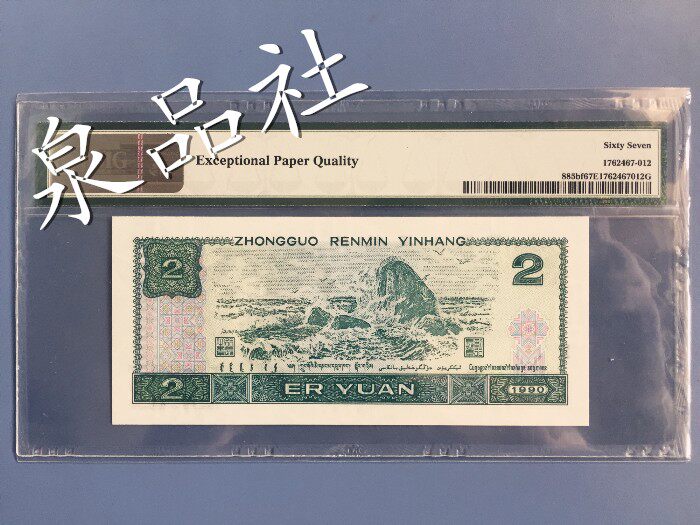 泉品社
Exceptional Paper Quality
Sixty Seven
1762467-012
885bf67E1762467012G
ZHONGGUO RENMIN YINHANG
2
2
2
ER YUAN
1990